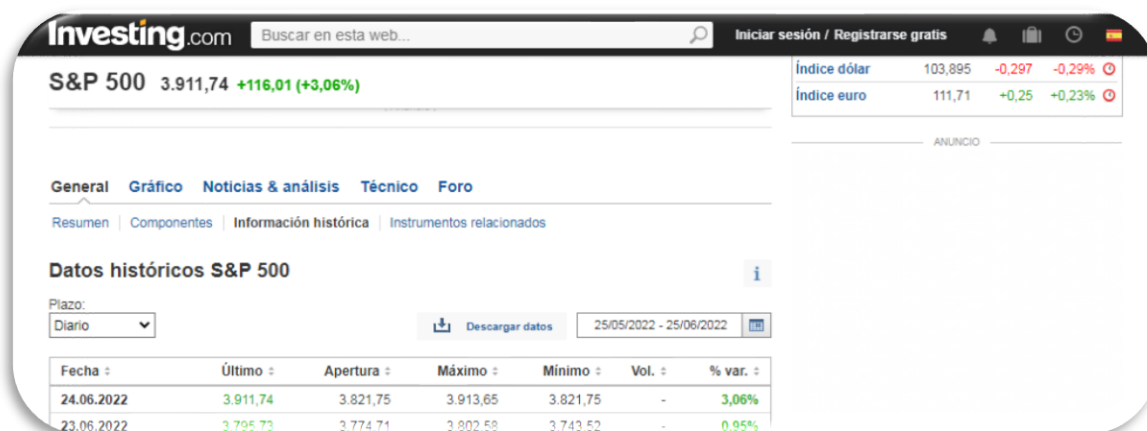 Investing.com Buscar en esta web... Iniciar sesión / Registrarse gratis
S&P 500 3.911,74 +116,01 (+3,06%)
Índice dólar 103,895 -0,297 -0,29%
Índice euro 111,71 +0,25 +0,23%
ANUNCIO
General Gráfico Noticias & análisis Técnico Foro
Resumen Componentes Información histórica Instrumentos relacionados
Datos históricos S&P 500
Plazo:
Diario Descargar datos 25/05/2022 - 25/06/2022
Fecha Último Apertura Máximo Mínimo Vol. % var.
24.06.2022 3.911,74 3.821,75 3.913,65 3.821,75 - 3,06%
23.06.2022 3.795,73 3.774,71 3.802,58 3.743,52 - 0,95%